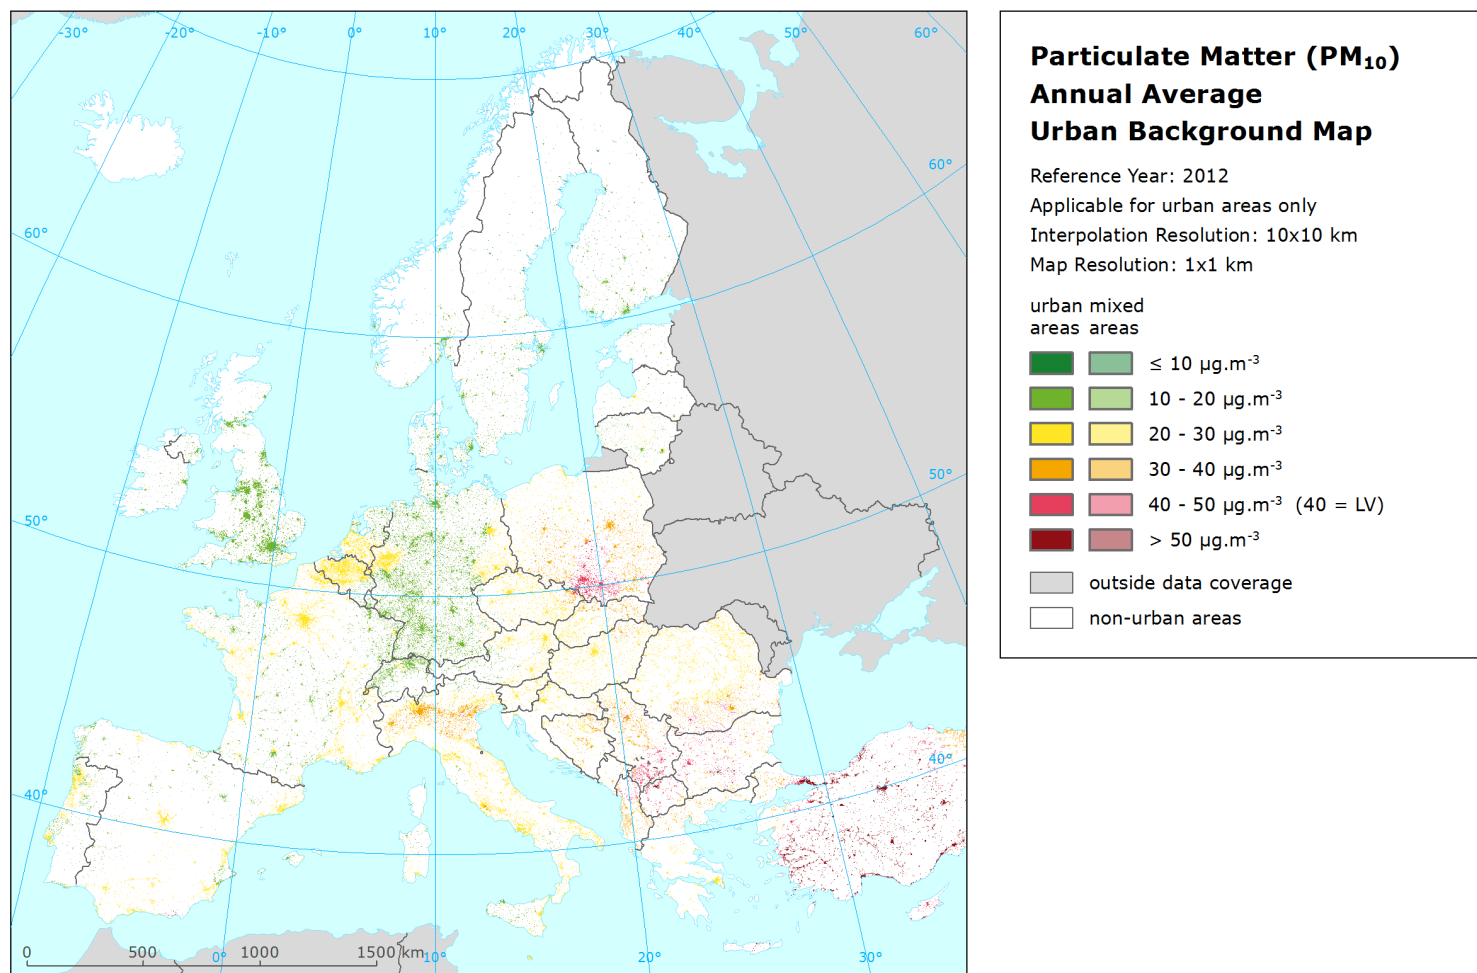 -30° -20° -10° 0° 10° 20° 30° 40° 50° 60°
60°
60°
50°
50°
40°
40°
0 500 1000 1500 km
0° 10° 20° 30°
Particulate Matter (PM₁₀)
Annual Average
Urban Background Map
Reference Year: 2012
Applicable for urban areas only
Interpolation Resolution: 10x10 km
Map Resolution: 1x1 km
urban mixed
areas areas
≤ 10 µg.m⁻³
10 - 20 µg.m⁻³
20 - 30 µg.m⁻³
30 - 40 µg.m⁻³
40 - 50 µg.m⁻³ (40 = LV)
> 50 µg.m⁻³
outside data coverage
non-urban areas